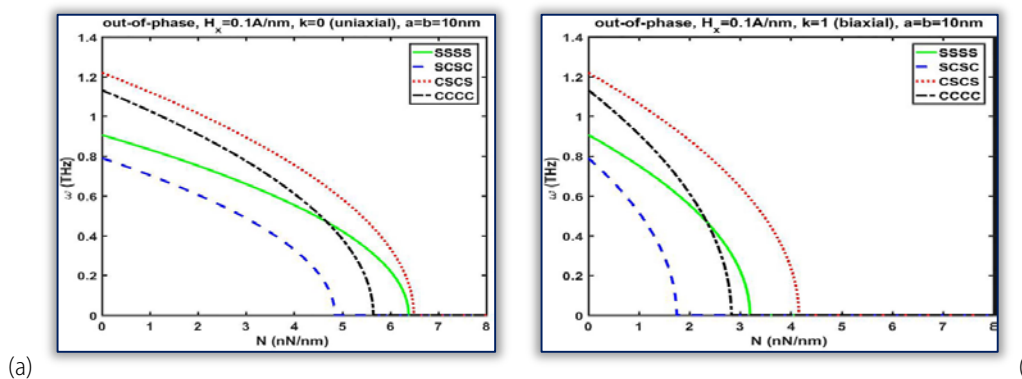 out-of-phase, Hx=0.1A/nm, k=0 (uniaxial), a=b=10nm
1.4
1.2
1
0.8
0.6
0.4
0.2
0
ω (THz)
SSSS
SCSC
CSCS
CCCC
0 1 2 3 4 5 6 7 8
N (nN/nm)
(a)
out-of-phase, Hx=0.1A/nm, k=1 (biaxial), a=b=10nm
1.4
1.2
1
0.8
0.6
0.4
0.2
0
ω (THz)
SSSS
SCSC
CSCS
CCCC
0 1 2 3 4 5 6 7 8
N (nN/nm)
(